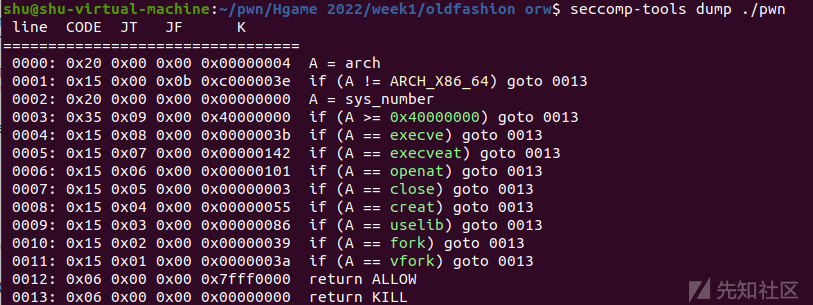 shu@shu-virtual-machine:~/pwn/Hgame 2022/week1/oldfashion orw$ seccomp-tools dump ./pwn
 line  CODE  JT   JF      K
=================================
 0000: 0x20 0x00 0x00 0x00000004  A = arch
 0001: 0x15 0x00 0x0b 0xc000003e  if (A != ARCH_X86_64) goto 0013
 0002: 0x20 0x00 0x00 0x00000000  A = sys_number
 0003: 0x35 0x09 0x00 0x40000000  if (A >= 0x40000000) goto 0013
 0004: 0x15 0x08 0x00 0x0000003b  if (A == execve) goto 0013
 0005: 0x15 0x07 0x00 0x00000142  if (A == execveat) goto 0013
 0006: 0x15 0x06 0x00 0x00000101  if (A == openat) goto 0013
 0007: 0x15 0x05 0x00 0x00000003  if (A == close) goto 0013
 0008: 0x15 0x04 0x00 0x00000055  if (A == creat) goto 0013
 0009: 0x15 0x03 0x00 0x00000086  if (A == uselib) goto 0013
 0010: 0x15 0x02 0x00 0x00000039  if (A == fork) goto 0013
 0011: 0x15 0x01 0x00 0x0000003a  if (A == vfork) goto 0013
 0012: 0x06 0x00 0x00 0x7fff0000  return ALLOW
 0013: 0x06 0x00 0x00 0x00000000  return KILL
先知社区